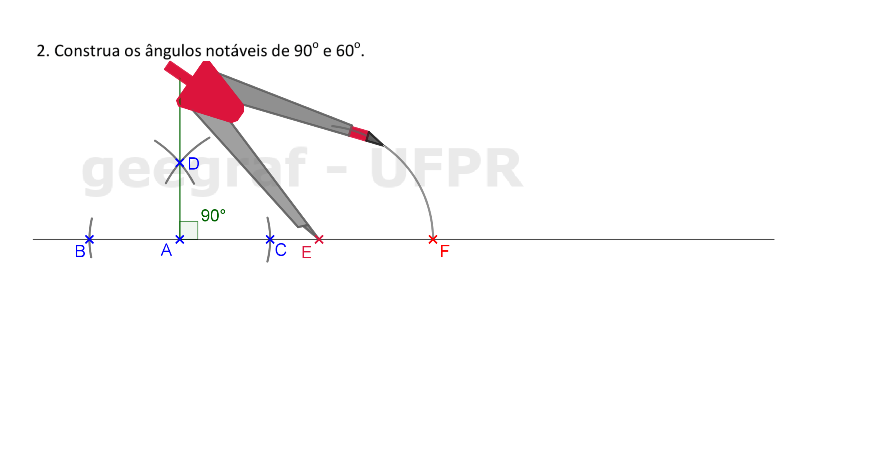 2. Construa os ângulos notáveis de 90° e 60°.
geegraf - UFPR
D
90°
B
A
C
E
F